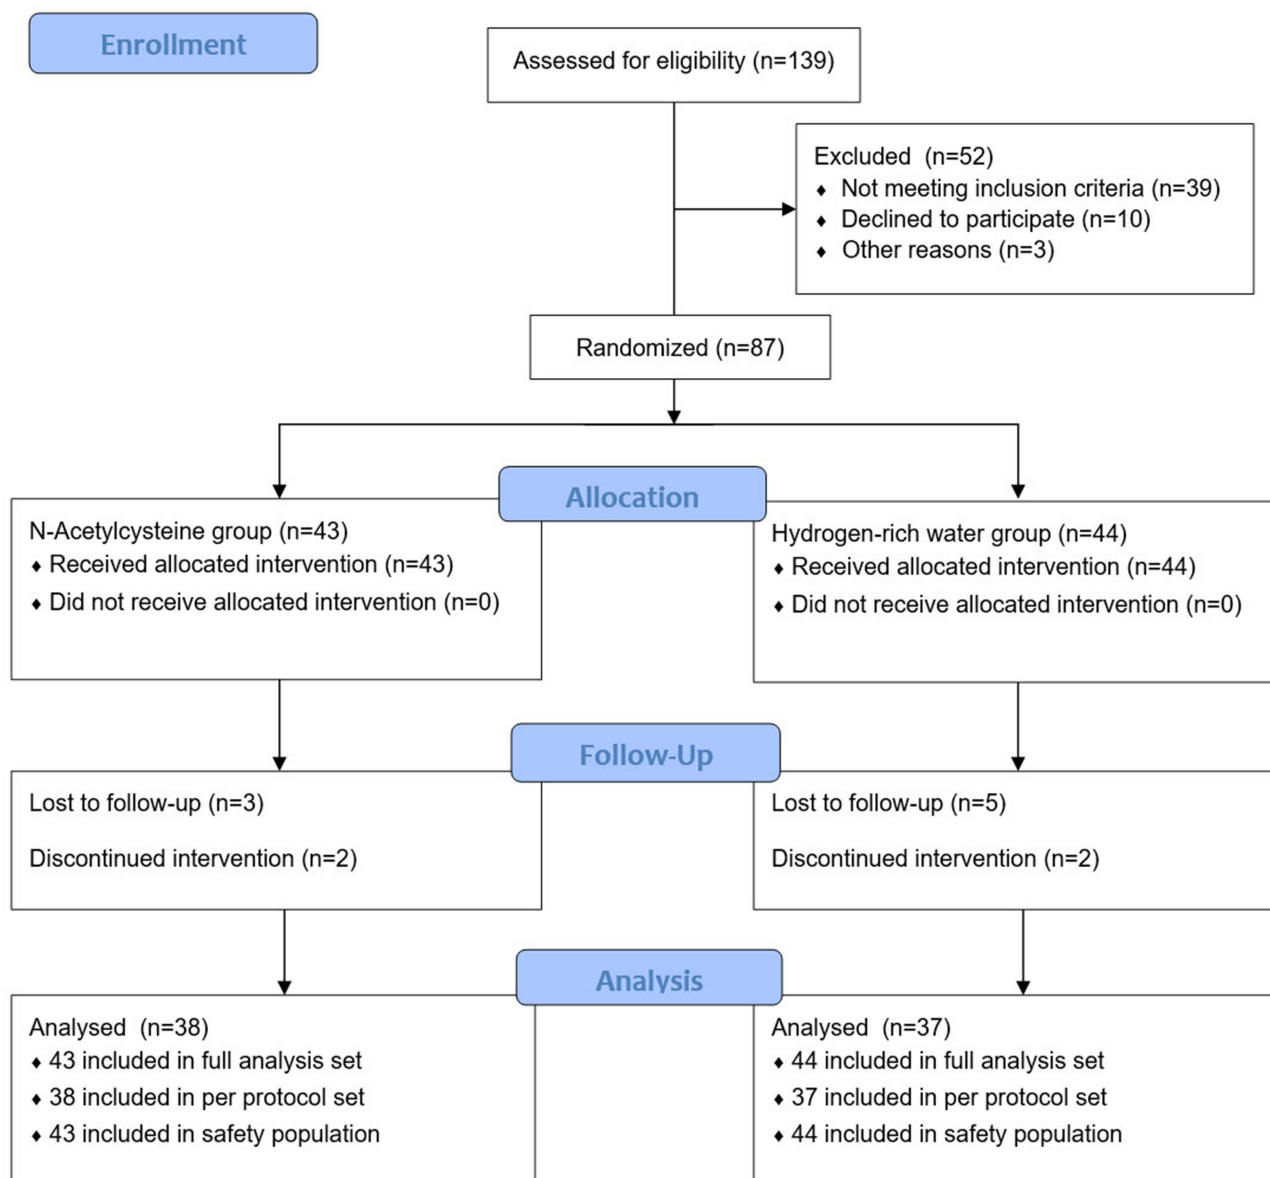 Enrollment
Assessed for eligibility (n=139)
Excluded (n=52)
♦ Not meeting inclusion criteria (n=39)
♦ Declined to participate (n=10)
♦ Other reasons (n=3)
Randomized (n=87)
Allocation
N-Acetylcysteine group (n=43)
♦ Received allocated intervention (n=43)
♦ Did not receive allocated intervention (n=0)
Hydrogen-rich water group (n=44)
♦ Received allocated intervention (n=44)
♦ Did not receive allocated intervention (n=0)
Follow-Up
Lost to follow-up (n=3)
Discontinued intervention (n=2)
Lost to follow-up (n=5)
Discontinued intervention (n=2)
Analysis
Analysed (n=38)
♦ 43 included in full analysis set
♦ 38 included in per protocol set
♦ 43 included in safety population
Analysed (n=37)
♦ 44 included in full analysis set
♦ 37 included in per protocol set
♦ 44 included in safety population